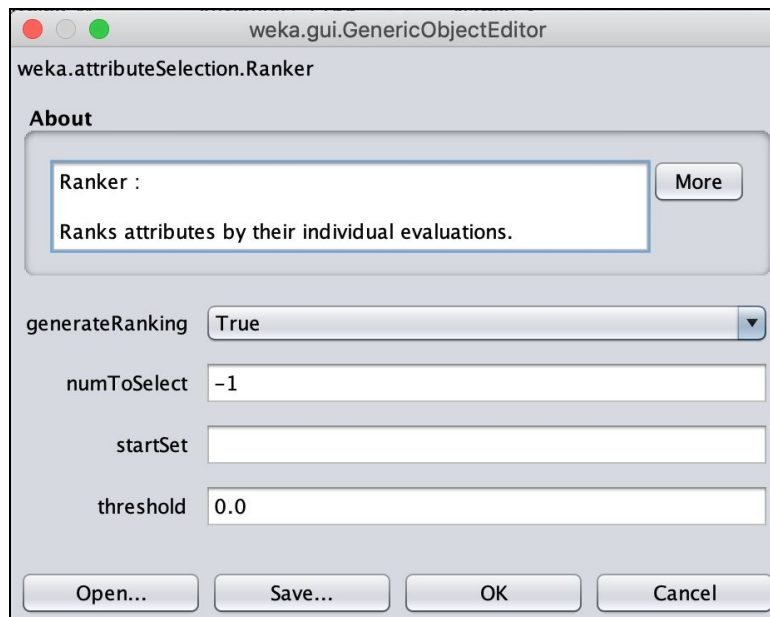 weka.gui.GenericObjectEditor
weka.attributeSelection.Ranker
About
Ranker :
More
Ranks attributes by their individual evaluations.
generateRanking True
numToSelect -1
startSet
threshold 0.0
Open... Save... OK Cancel